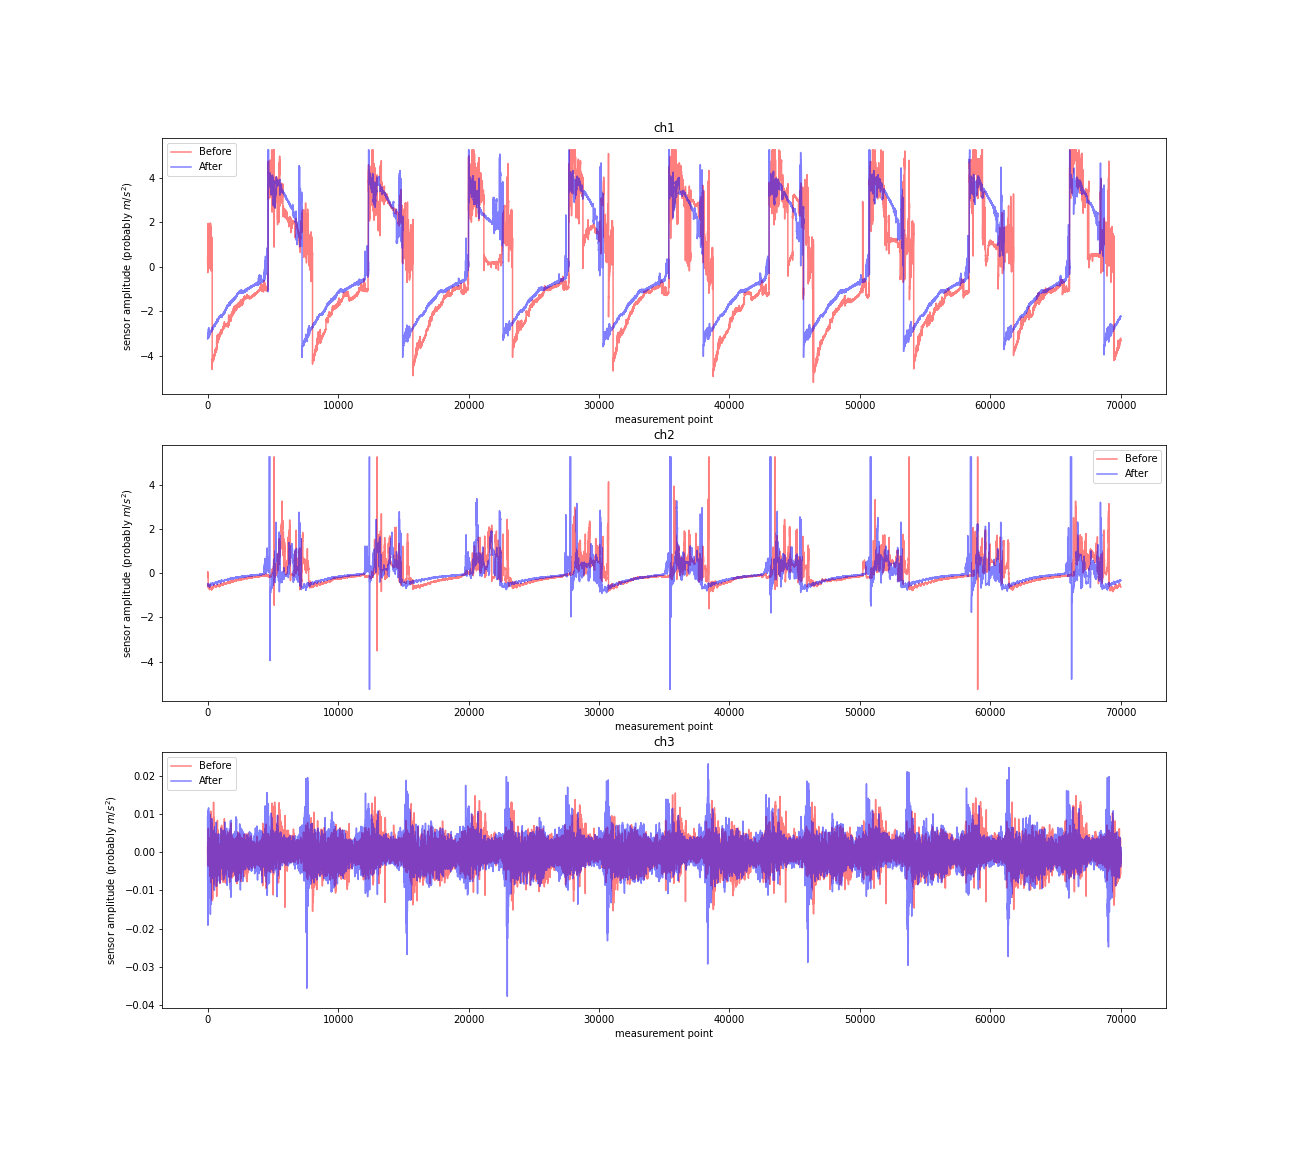 ch1
Before
After
sensor amplitude (probably m/s²)
4
2
0
−2
−4
0 10000 20000 30000 40000 50000 60000 70000
measurement point
ch2
Before
After
sensor amplitude (probably m/s²)
4
2
0
−2
−4
0 10000 20000 30000 40000 50000 60000 70000
measurement point
ch3
Before
After
sensor amplitude (probably m/s²)
0.02
0.01
0.00
−0.01
−0.02
−0.03
−0.04
0 10000 20000 30000 40000 50000 60000 70000
measurement point